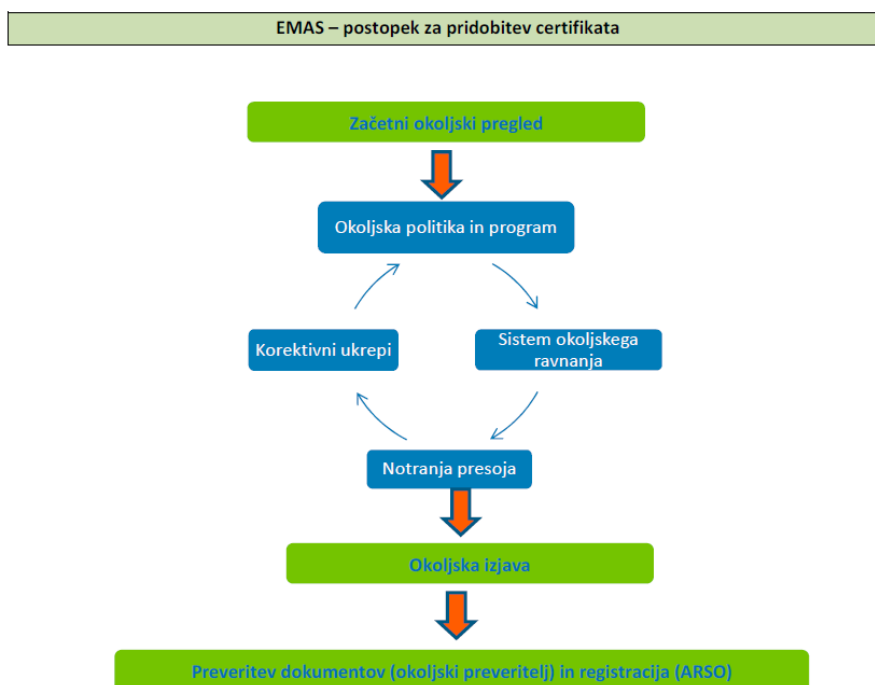 EMAS – postopek za pridobitev certifikata
Začetni okoljski pregled
Okoljska politika in program
Korektivni ukrepi
Sistem okoljskega
ravnanja
Notranja presoja
Okoljska izjava
Preveritev dokumentov (okoljski preveritelj) in registracija (ARSO)